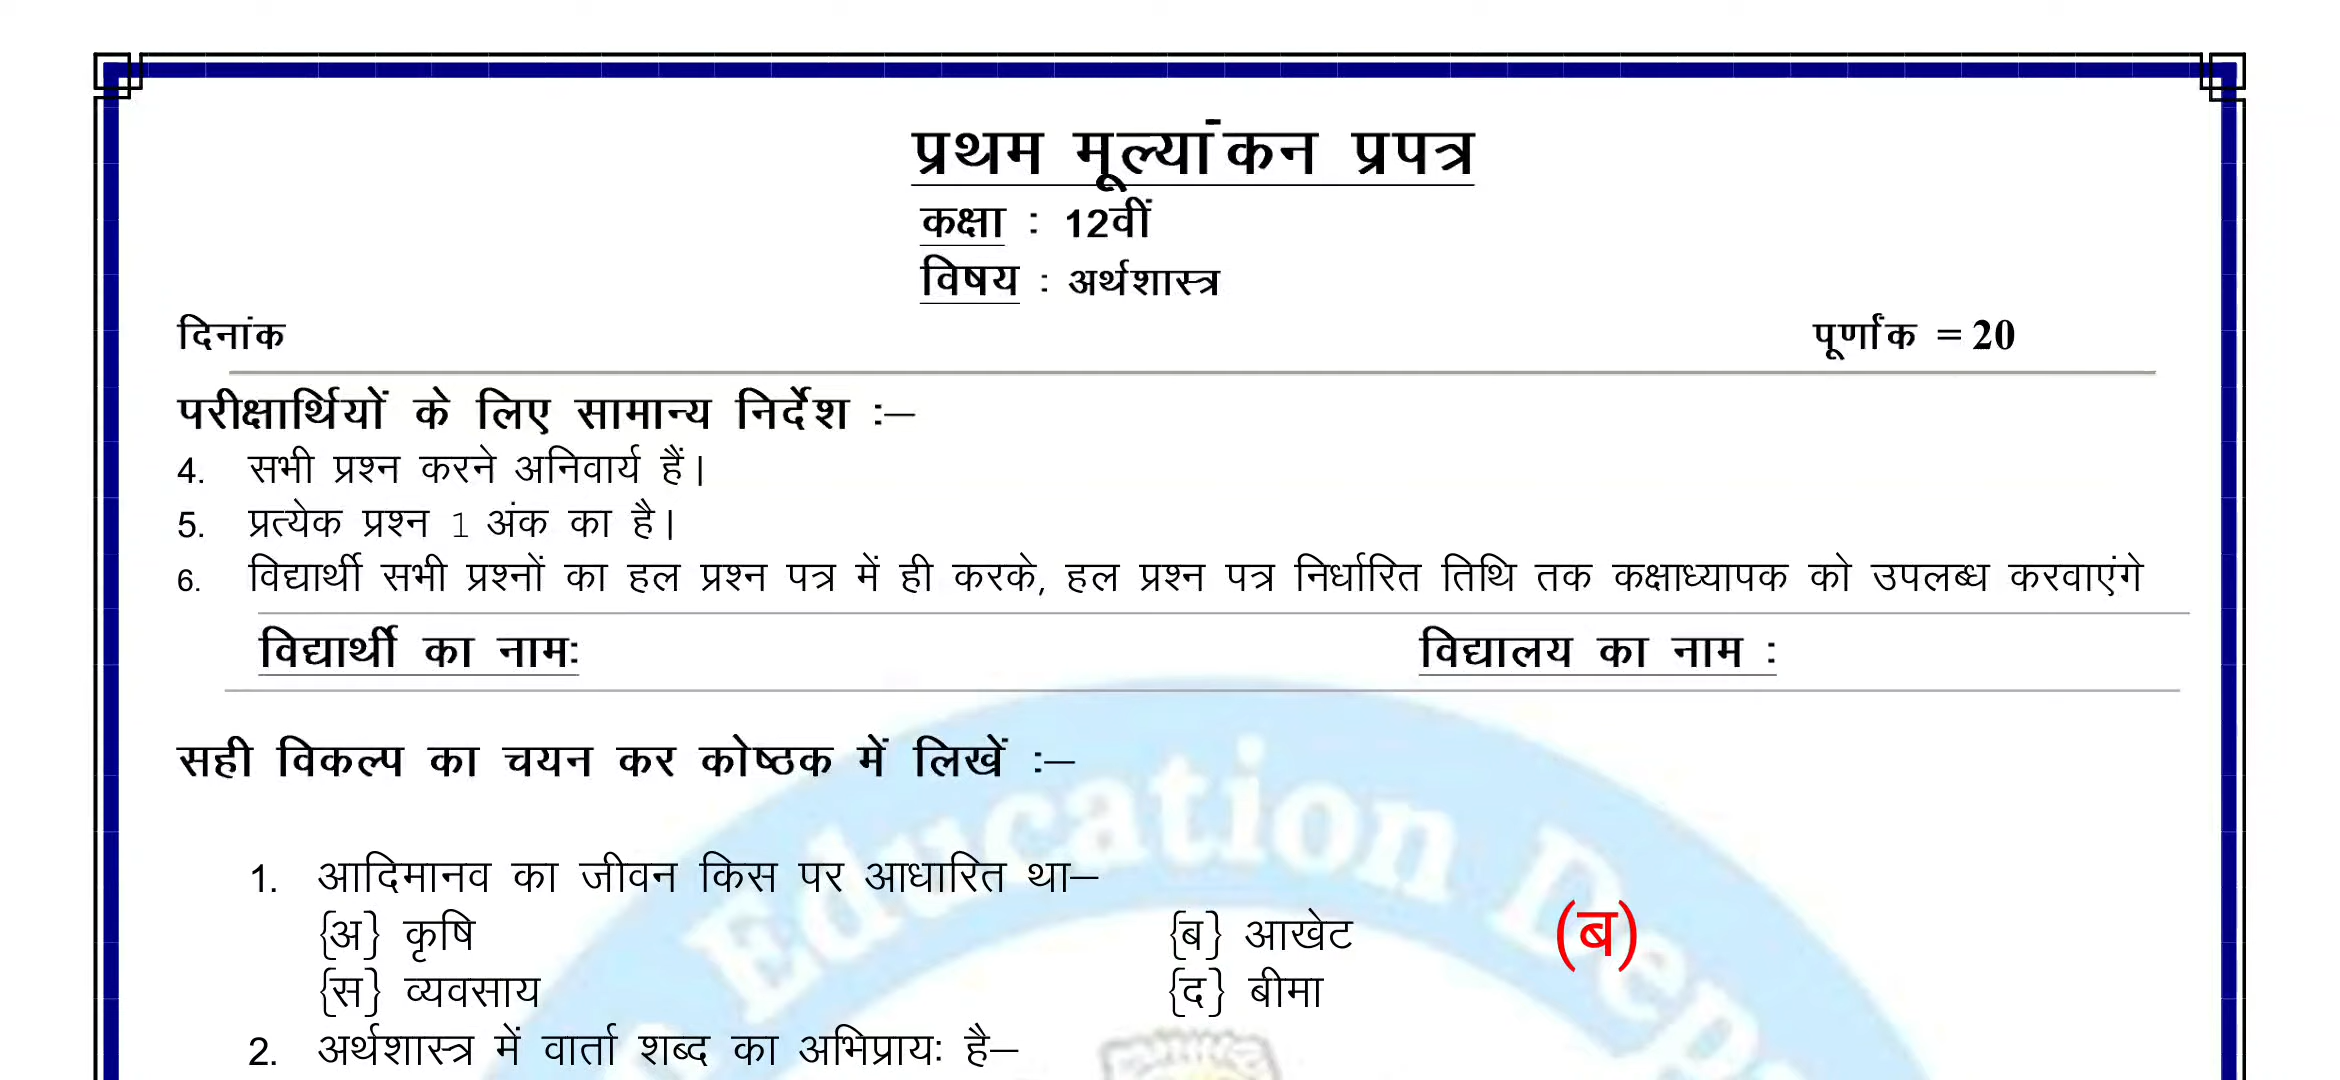 प्रथम मूल्यांकन प्रपत्र
कक्षा : 12वीं
विषय : अर्थशास्त्र
दिनांक पूर्णांक = 20
परीक्षार्थियों के लिए सामान्य निर्देश :–
4. सभी प्रश्न करने अनिवार्य हैं।
5. प्रत्येक प्रश्न 1 अंक का है।
6. विद्यार्थी सभी प्रश्नों का हल प्रश्न पत्र में ही करके, हल प्रश्न पत्र निर्धारित तिथि तक कक्षाध्यापक को उपलब्ध करवाएंगे
विद्यार्थी का नामः विद्यालय का नाम :
सही विकल्प का चयन कर कोष्ठक में लिखें :–
Education Dep
1. आदिमानव का जीवन किस पर आधारित था–
{अ} कृषि {ब} आखेट (ब)
{स} व्यवसाय {द} बीमा
2. अर्थशास्त्र में वार्ता शब्द का अभिप्रायः है–